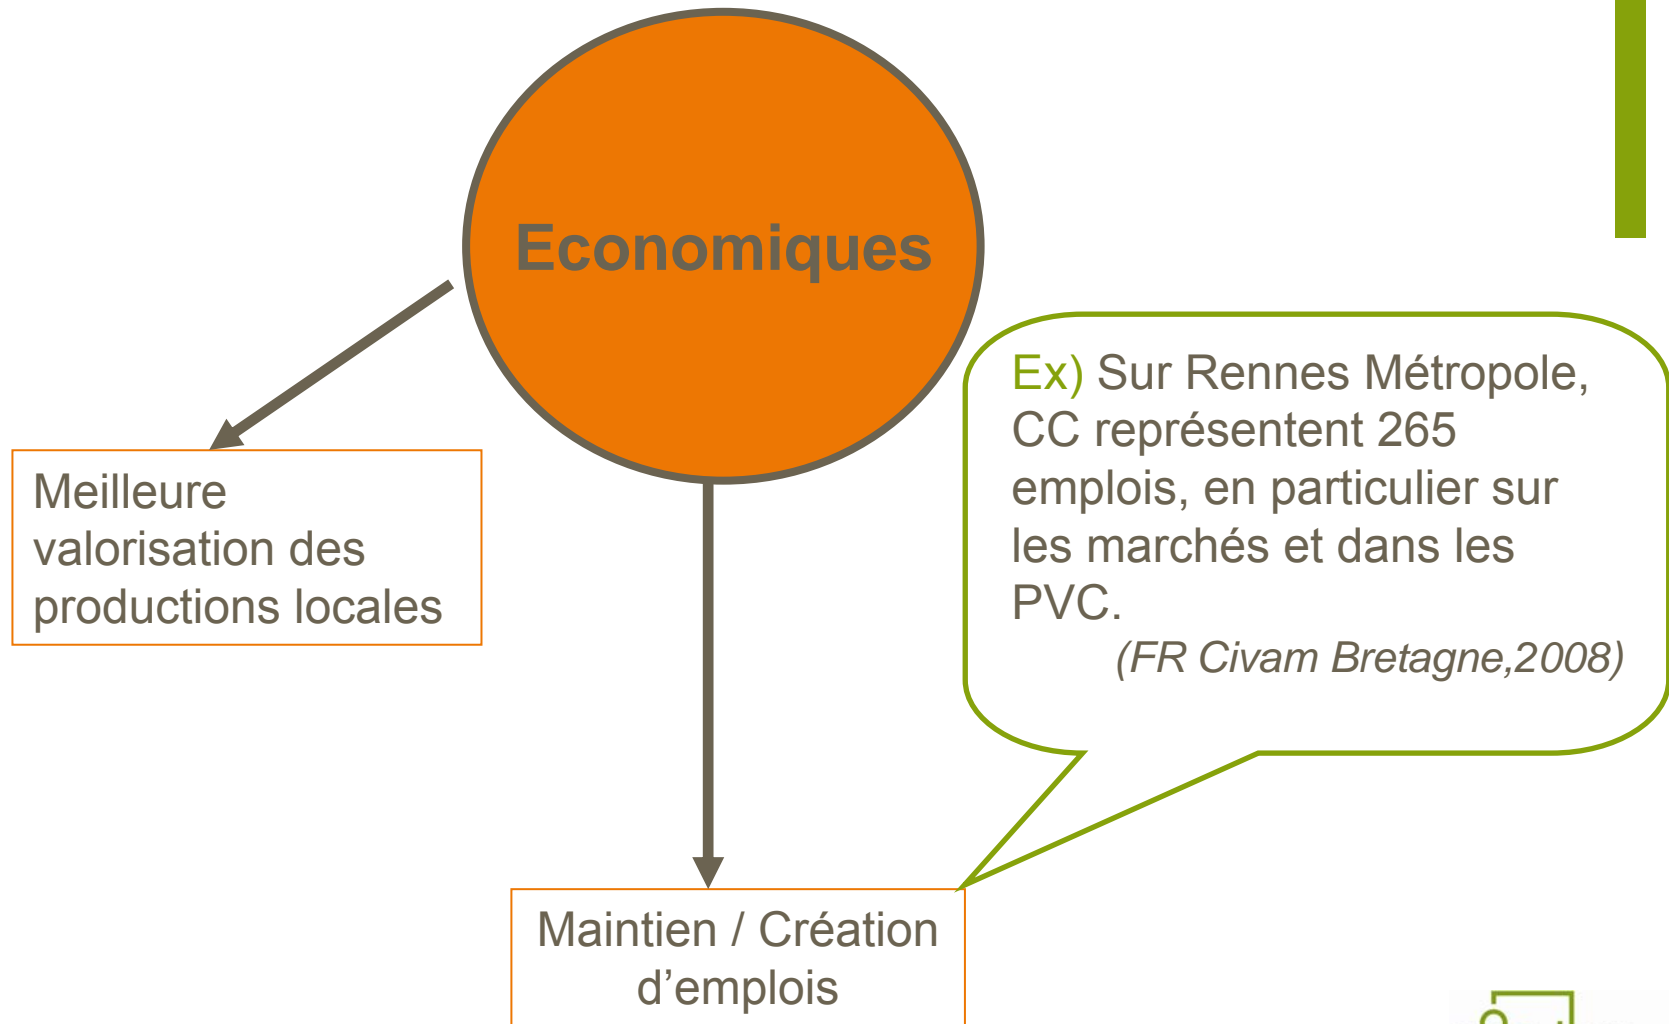 Economiques
Meilleure
valorisation des
productions locales
Ex) Sur Rennes Métropole,
CC représentent 265
emplois, en particulier sur
les marchés et dans les
PVC.
(FR Civam Bretagne,2008)
Maintien / Création
d’emplois